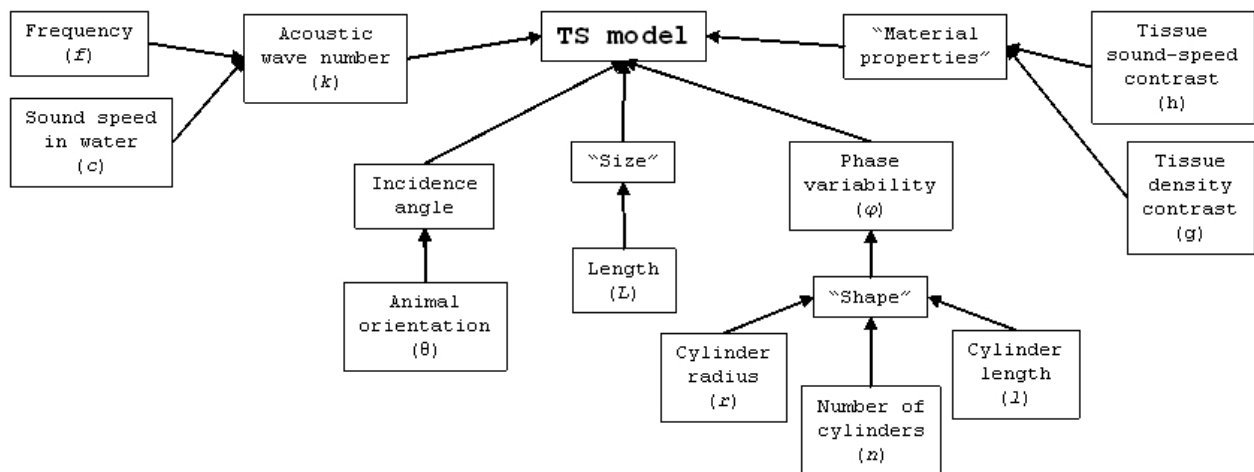 Frequency
(f)
Acoustic
wave number
(k)
TS model
“Material
properties”
Tissue
sound-speed
contrast
(h)
Sound speed
in water
(c)
Incidence
angle
“Size”
Phase
variability
(φ)
Tissue
density
contrast
(g)
Length
(L)
“Shape”
Animal
orientation
(θ)
Cylinder
radius
(r)
Number of
cylinders
(n)
Cylinder
length
(l)